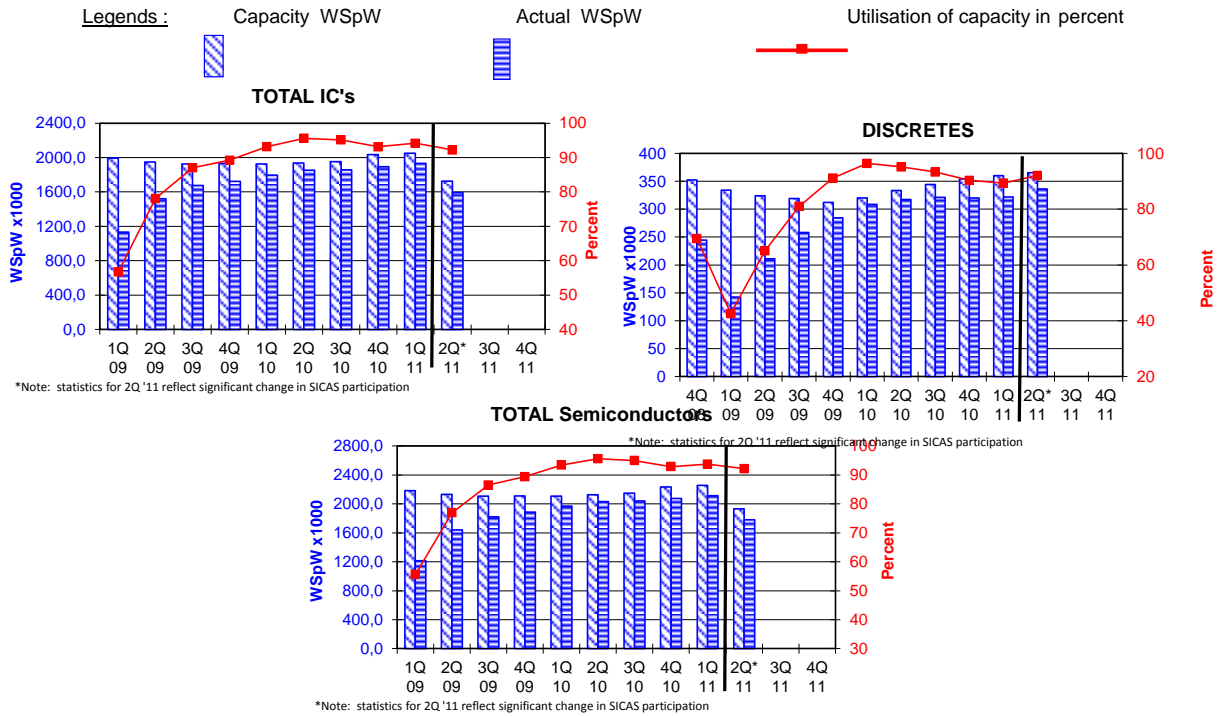 Legends : Capacity WSpW Actual WSpW Utilisation of capacity in percent
TOTAL IC's
2400,0
2000,0
1600,0
1200,0
800,0
400,0
0,0
WSpW x1000
100
90
80
70
60
50
40
Percent
1Q 2Q 3Q 4Q 1Q 2Q 3Q 4Q 1Q 2Q* 3Q 4Q
09 09 09 09 10 10 10 10 11 11 11 11
*Note: statistics for 2Q '11 reflect significant change in SICAS participation
DISCRETES
400
350
300
250
200
150
100
50
0
WSpW x1000
100
80
60
40
20
Percent
4Q 1Q 2Q 3Q 4Q 1Q 2Q 3Q 4Q 1Q 2Q* 3Q 4Q
08 09 09 09 09 10 10 10 10 11 11 11 11
*Note: statistics for 2Q '11 reflect significant change in SICAS participation
TOTAL Semiconductors
2800,0
2400,0
2000,0
1600,0
1200,0
800,0
400,0
0,0
WSpW x1000
100
90
80
70
60
50
40
30
Percent
1Q 2Q 3Q 4Q 1Q 2Q 3Q 4Q 1Q 2Q* 3Q 4Q
09 09 09 09 10 10 10 10 11 11 11 11
*Note: statistics for 2Q '11 reflect significant change in SICAS participation